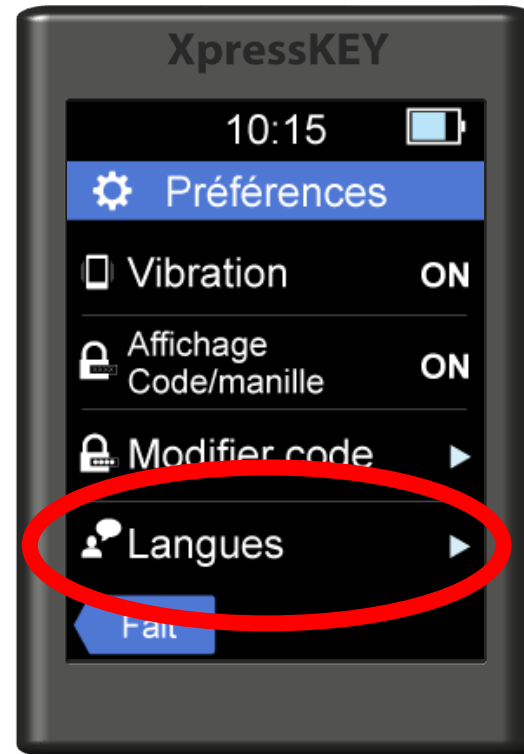 XpressKEY
10:15
Préférences
Vibration ON
Affichage
Code/manille ON
Modifier code
Langues
Fait